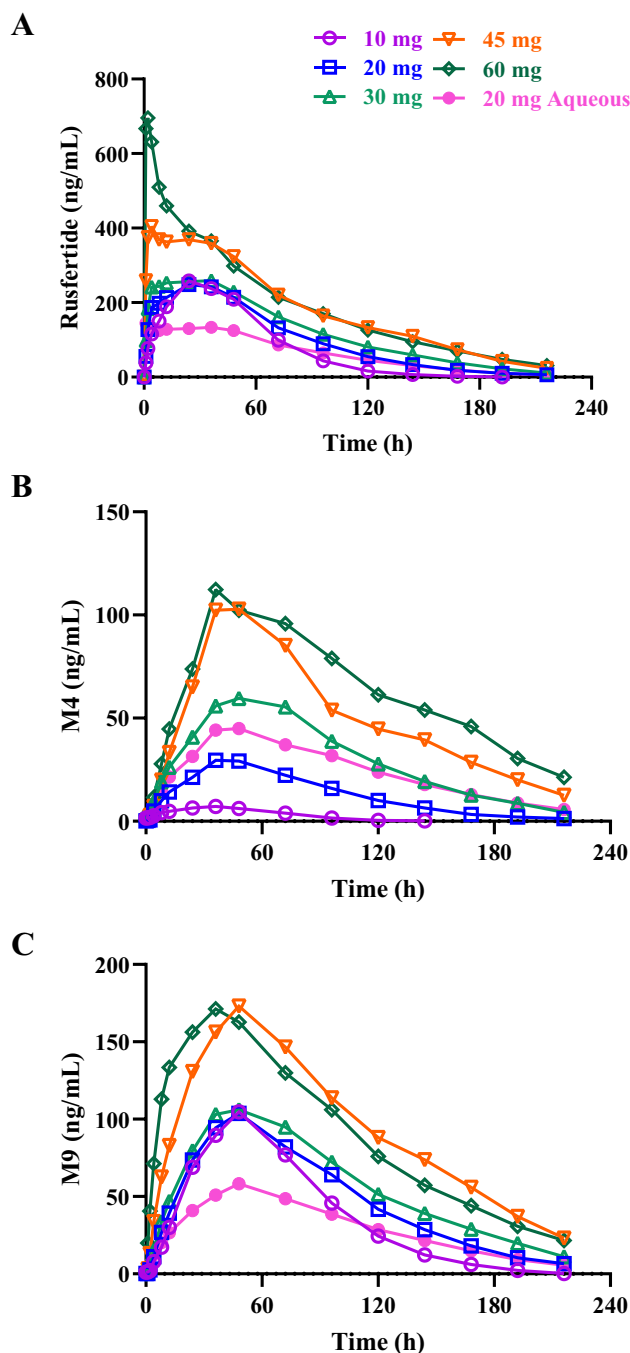 A
10 mg
45 mg
20 mg
60 mg
30 mg
20 mg Aqueous
Rusfertide (ng/mL)
800
600
400
200
0
0 60 120 180 240
Time (h)
B
M4 (ng/mL)
150
100
50
0
0 60 120 180 240
Time (h)
C
M9 (ng/mL)
200
150
100
50
0
0 60 120 180 240
Time (h)